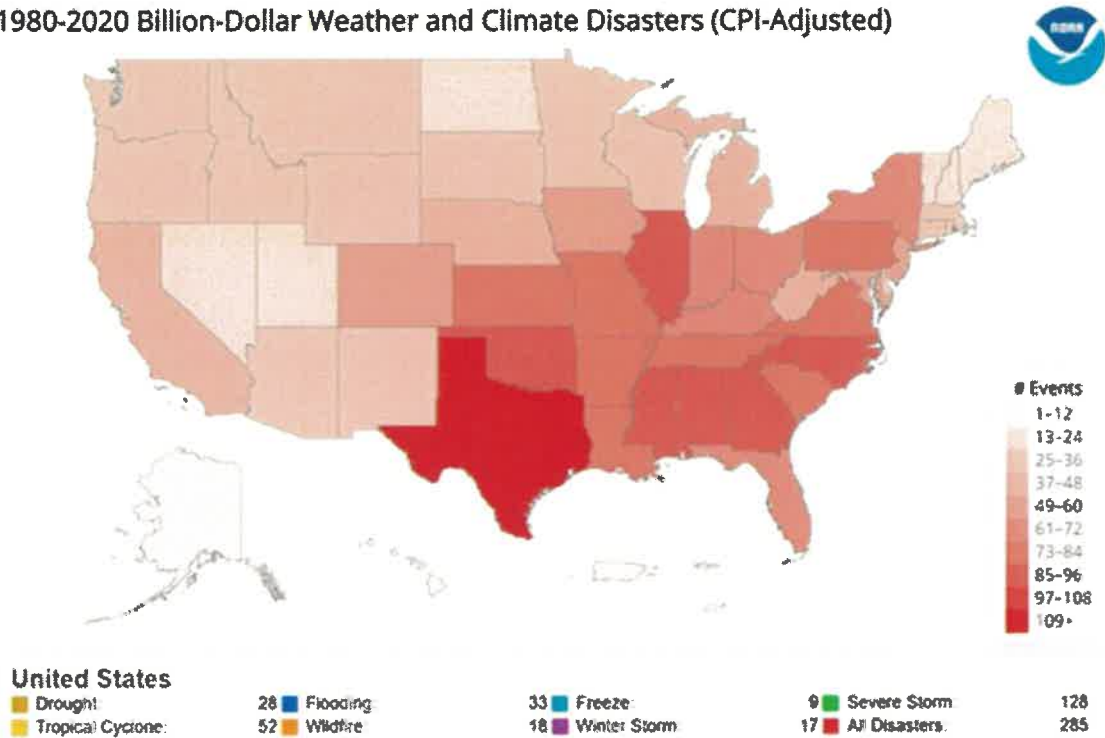 1980-2020 Billion-Dollar Weather and Climate Disasters (CPI-Adjusted)
NOAA
# Events
1-12
13-24
25-36
37-48
49-60
61-72
73-84
85-96
97-108
109+
United States
Drought: 28 Flooding: 33 Freeze: 9 Severe Storm: 128
Tropical Cyclone: 52 Wildfire: 18 Winter Storm: 17 All Disasters: 285